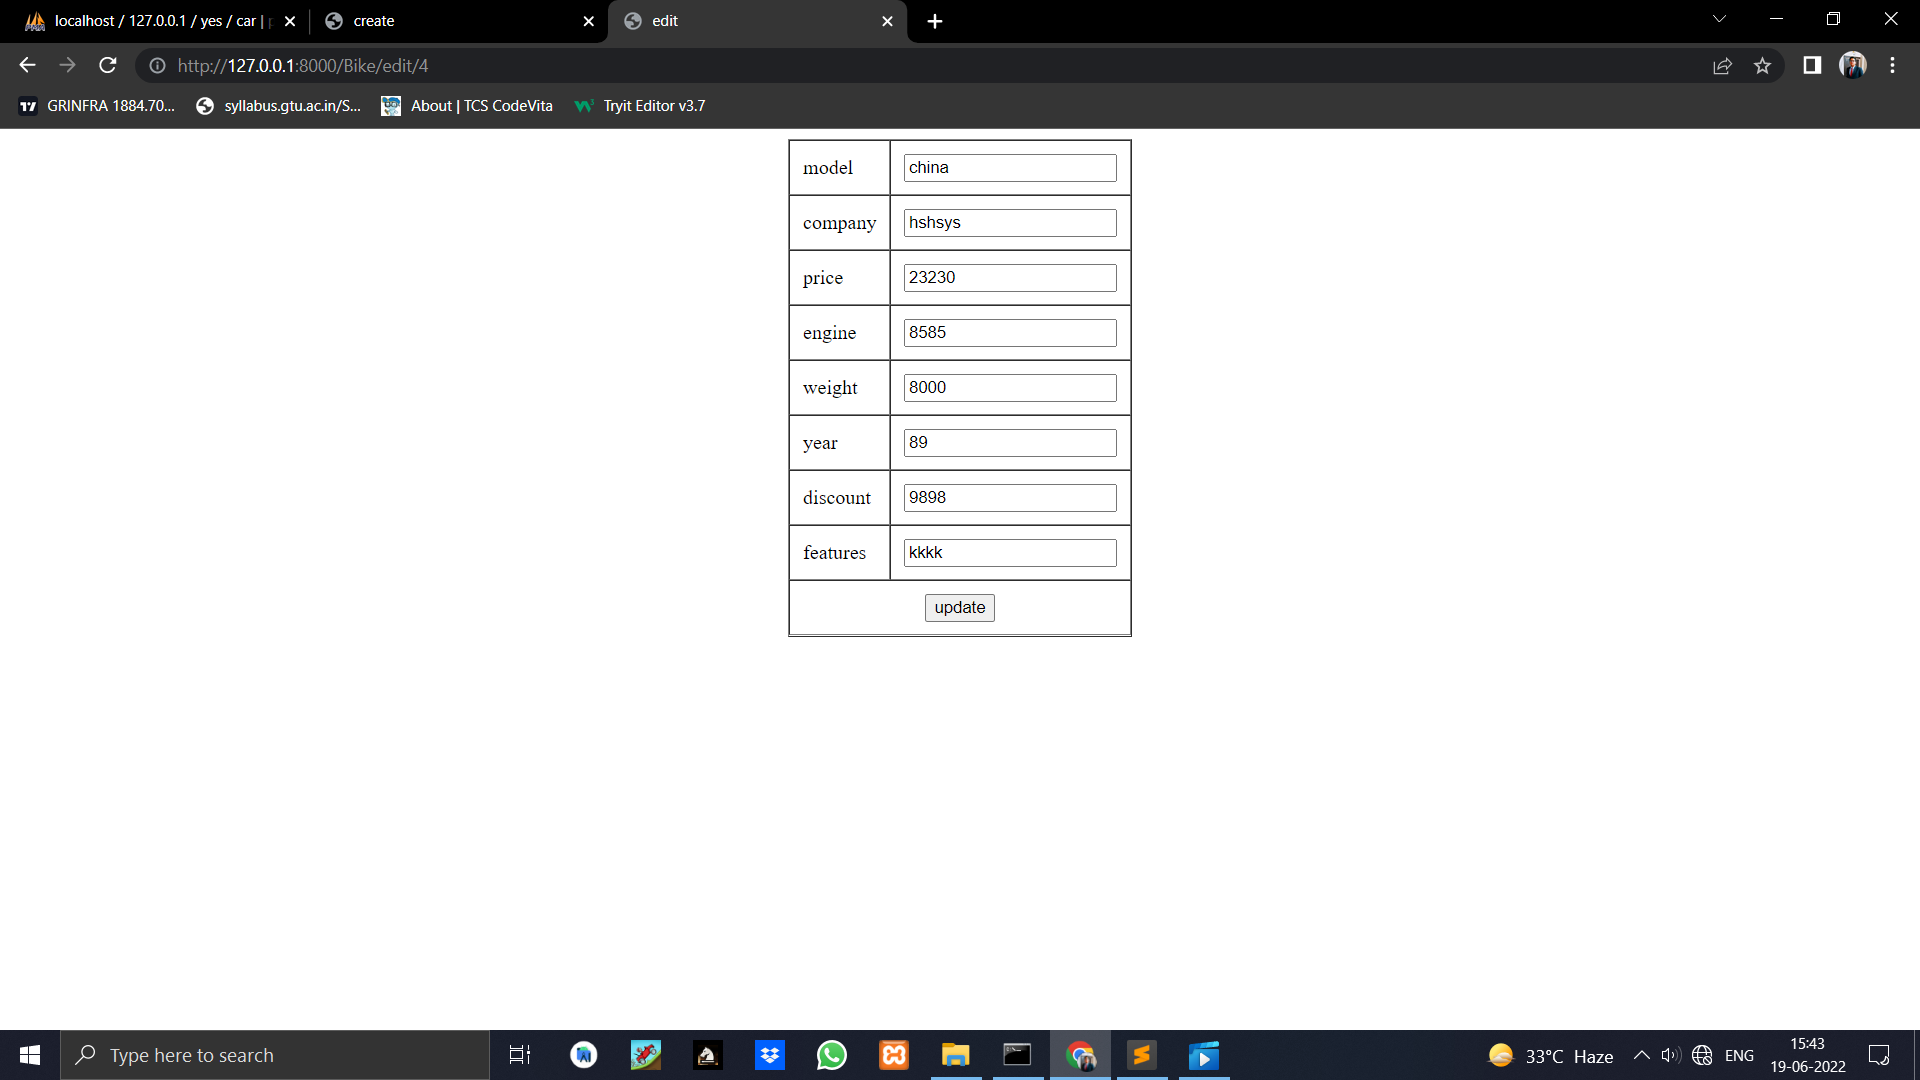 localhost / 127.0.0.1 / yes / car |
create
edit
http://127.0.0.1:8000/Bike/edit/4
GRINFRA 1884.70...
syllabus.gtu.ac.in/S...
About | TCS CodeVita
Tryit Editor v3.7
model china
company hshsys
price 23230
engine 8585
weight 8000
year 89
discount 9898
features kkkk
update
Type here to search
33°C Haze
ENG
15:43
19-06-2022